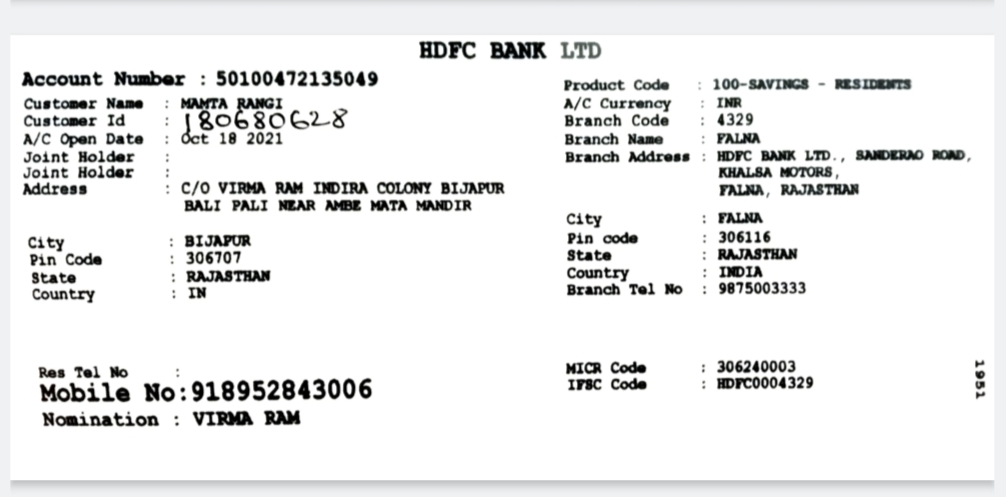 HDFC BANK LTD
Account Number : 50100472135049
Customer Name : MAMTA RANGI
Customer Id : 180680628
A/C Open Date : Oct 18 2021
Joint Holder :
Joint Holder :
Address : C/O VIRMA RAM INDIRA COLONY BIJAPUR
BALI PALI NEAR AMBE MATA MANDIR
City : BIJAPUR
Pin Code : 306707
State : RAJASTHAN
Country : IN
Res Tel No :
Mobile No:918952843006
Nomination : VIRMA RAM
Product Code : 100-SAVINGS - RESIDENTS
A/C Currency : INR
Branch Code : 4329
Branch Name : FALNA
Branch Address : HDFC BANK LTD., SANDERAO ROAD,
KHALSA MOTORS,
FALNA, RAJASTHAN
City : FALNA
Pin code : 306116
State : RAJASTHAN
Country : INDIA
Branch Tel No : 9875003333
MICR Code : 306240003
IFSC Code : HDFC0004329
1951